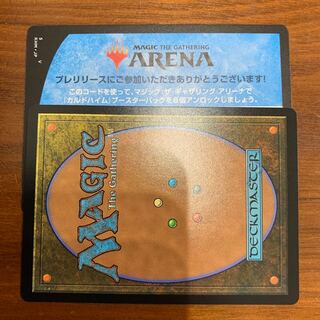 MAGIC THE GATHERING
ARENA
プレリリースにご参加いただきありがとうございます!
このコードを使って、マジック:ザ・ギャザリング アリーナで
『カルドハイム』ブースターパックを6個アンロックしましょう。
MAGIC
The Gathering
DECKMASTER